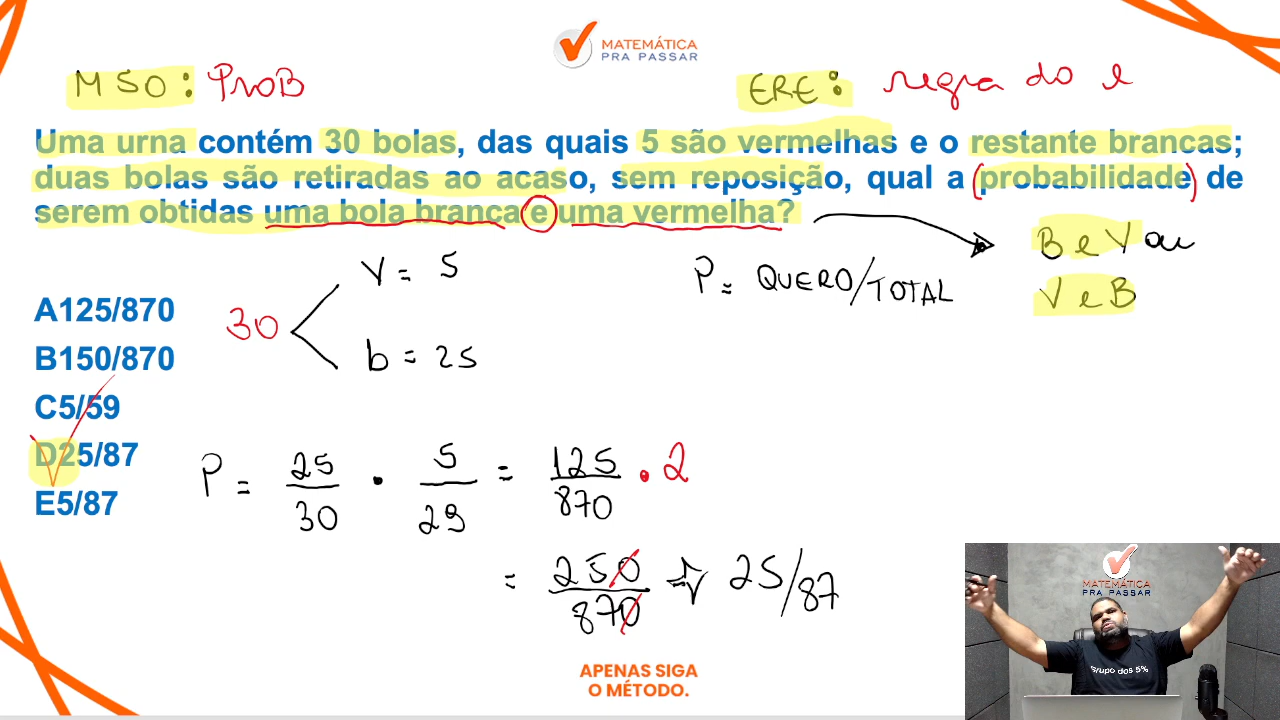 MATEMÁTICA
PRA PASSAR
MSO: PROB
ERE: regra do e
Uma urna contém 30 bolas, das quais 5 são vermelhas e o restante brancas;
duas bolas são retiradas ao acaso, sem reposição, qual a (probabilidade) de
serem obtidas uma bola branca e uma vermelha?
B e V ou
V e B
P = QUERO/TOTAL
V = 5
30
b = 25
A125/870
B150/870
C5/59
D25/87
E5/87
P = 25/30 · 5/29 = 125/870 · 2
= 250/870 → 25/87
MATEMÁTICA
PRA PASSAR
Grupo dos 5%
APENAS SIGA
O MÉTODO.